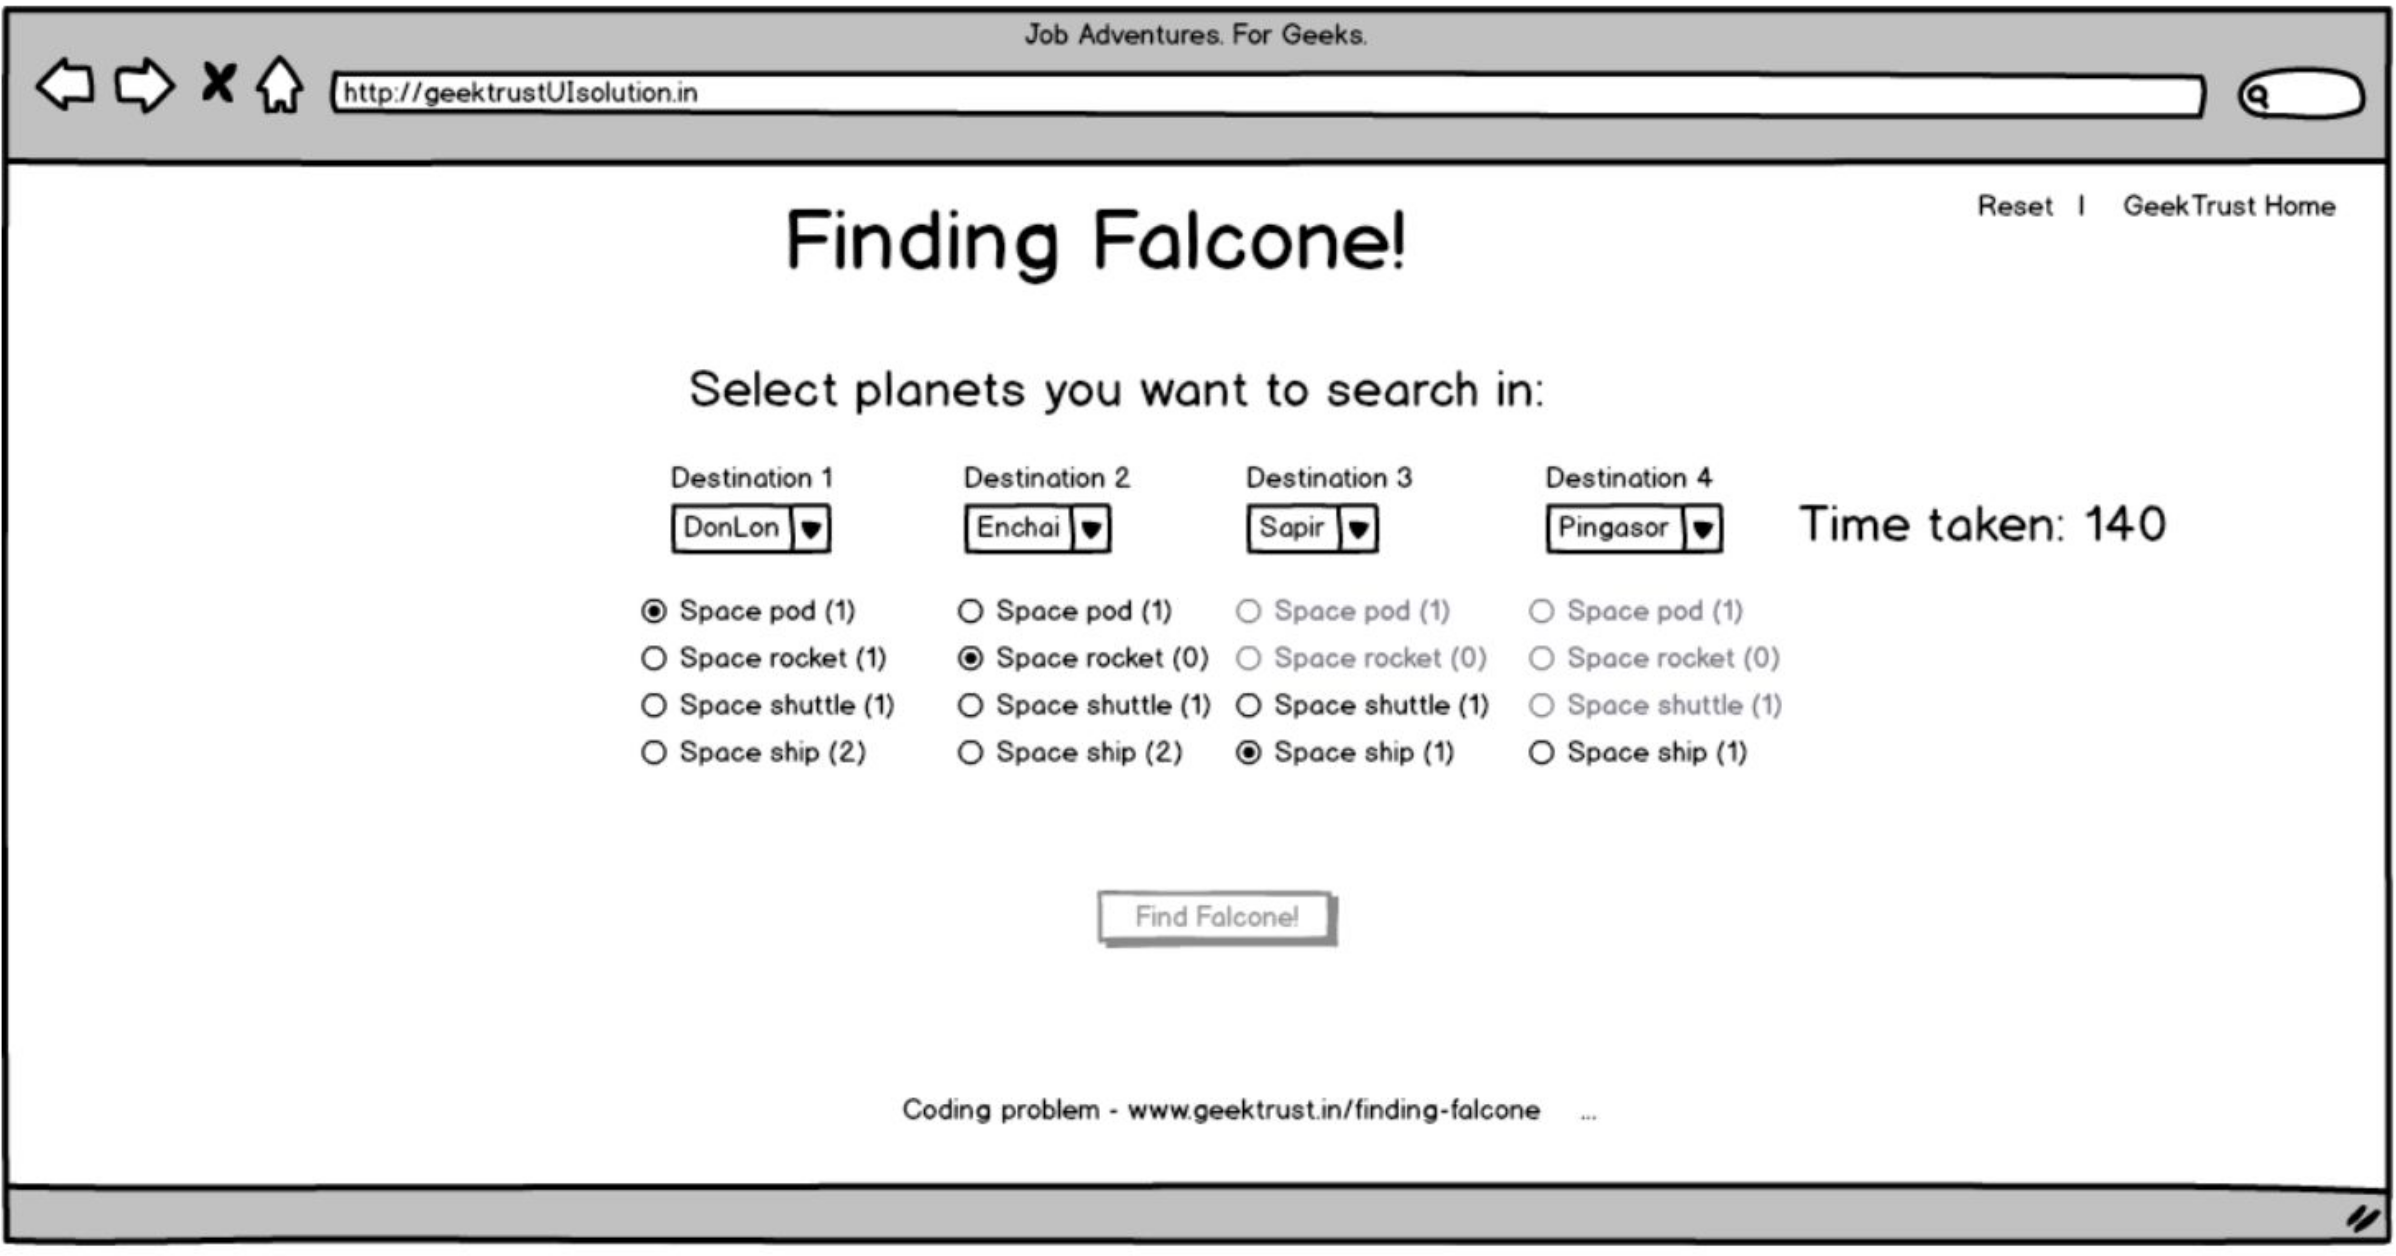 Job Adventures. For Geeks.
http://geektrustUIsolution.in
Reset | GeekTrust Home
Finding Falcone!
Select planets you want to search in:
Destination 1 Destination 2 Destination 3 Destination 4
DonLon Enchai Sapir Pingasor Time taken: 140
Space pod (1) Space pod (1) Space pod (1) Space pod (1)
Space rocket (1) Space rocket (0) Space rocket (0) Space rocket (0)
Space shuttle (1) Space shuttle (1) Space shuttle (1) Space shuttle (1)
Space ship (2) Space ship (2) Space ship (1) Space ship (1)
Find Falcone!
Coding problem - www.geektrust.in/finding-falcone ...